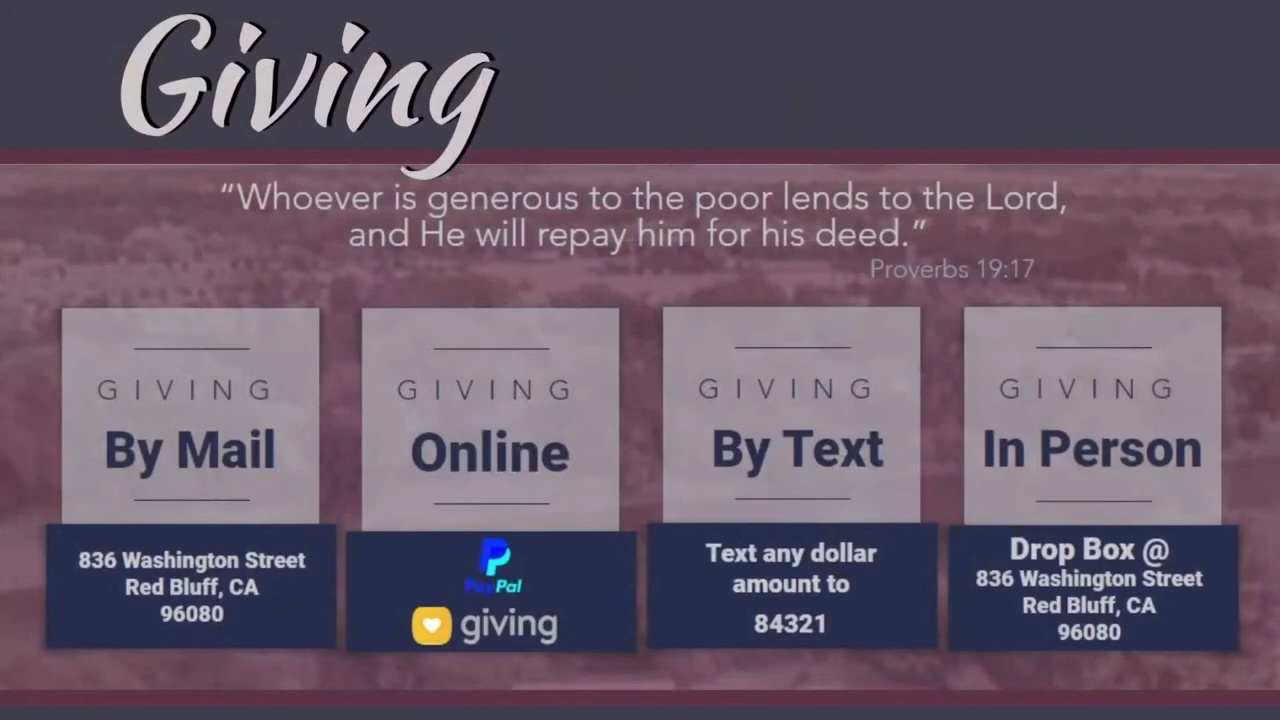 Giving
“Whoever is generous to the poor lends to the Lord,
and He will repay him for his deed.”
Proverbs 19:17
GIVING
By Mail
836 Washington Street
Red Bluff, CA
96080
GIVING
Online
PayPal
giving
GIVING
By Text
Text any dollar
amount to
84321
GIVING
In Person
Drop Box @
836 Washington Street
Red Bluff, CA
96080